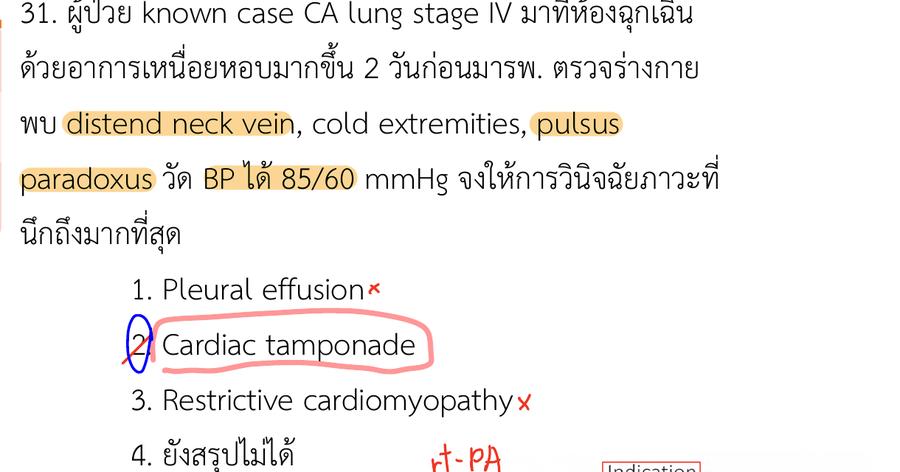 31. ผู้ป่วย known case CA lung stage IV มาที่ห้องฉุกเฉิน
ด้วยอาการเหนื่อยหอบมากขึ้น 2 วันก่อนมารพ. ตรวจร่างกาย
พบ distend neck vein, cold extremities, pulsus
paradoxus วัด BP ได้ 85/60 mmHg จงให้การวินิจฉัยภาวะที่
นึกถึงมากที่สุด
1. Pleural effusion ×
2. Cardiac tamponade
3. Restrictive cardiomyopathy ×
4. ยังสรุปไม่ได้
rt-PA
Indication